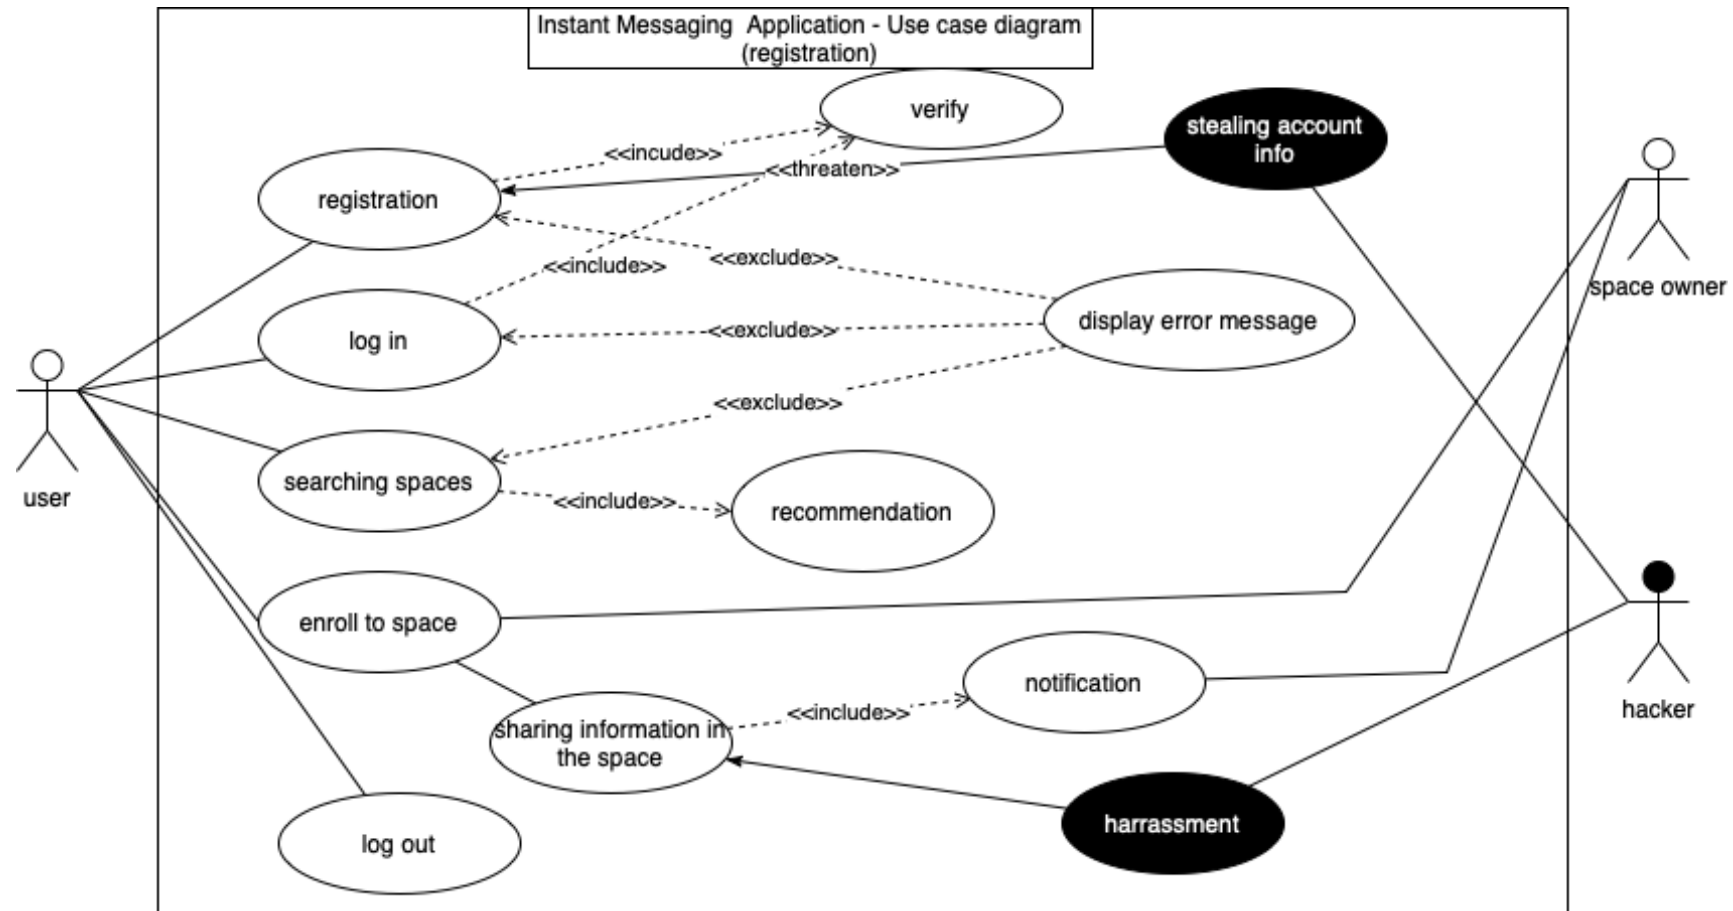 Instant Messaging  Application - Use case diagram
(registration)
verify
stealing account
info
<<incude>>
<<threaten>>
registration
<<include>>
<<exclude>>
space owner
display error message
log in
<<exclude>>
<<exclude>>
searching spaces
user
<<include>>
recommendation
enroll to space
notification
hacker
<<include>>
sharing information in
the space
harrassment
log out